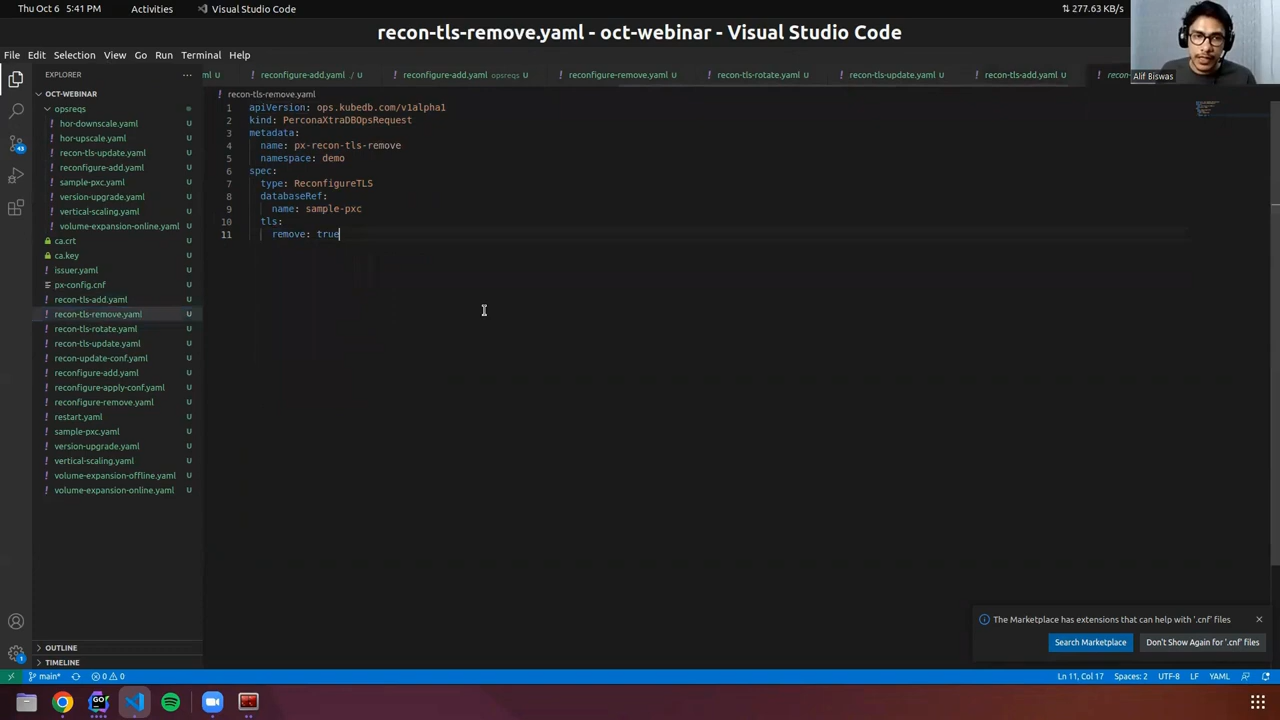 Thu Oct 6 5:41 PM Activities Visual Studio Code 277.63 KB/s
recon-tls-remove.yaml - oct-webinar - Visual Studio Code
File Edit Selection View Go Run Terminal Help
Alif Biswas
EXPLORER
ml U reconfigure-add.yaml ./ U reconfigure-add.yaml opsreqs U reconfigure-remove.yaml U recon-tls-rotate.yaml U recon-tls-update.yaml U recon-tls-add.yaml U recon
OCT-WEBINAR
opsreqs
hor-downscale.yaml U
hor-upscale.yaml U
recon-tls-update.yaml U
reconfigure-add.yaml U
sample-pxc.yaml U
version-upgrade.yaml U
vertical-scaling.yaml U
volume-expansion-online.yaml U
ca.crt U
ca.key U
issuer.yaml U
px-config.cnf U
recon-tls-add.yaml U
recon-tls-remove.yaml U
recon-tls-rotate.yaml U
recon-tls-update.yaml U
recon-update-conf.yaml U
reconfigure-add.yaml U
reconfigure-apply-conf.yaml U
reconfigure-remove.yaml U
restart.yaml U
sample-pxc.yaml U
version-upgrade.yaml U
vertical-scaling.yaml U
volume-expansion-offline.yaml U
volume-expansion-online.yaml U
OUTLINE
TIMELINE
43
1
recon-tls-remove.yaml
1 apiVersion: ops.kubedb.com/v1alpha1
2 kind: PerconaXtraDBOpsRequest
3 metadata:
4 name: px-recon-tls-remove
5 namespace: demo
6 spec:
7 type: ReconfigureTLS
8 databaseRef:
9 name: sample-pxc
10 tls:
11 remove: true
The Marketplace has extensions that can help with '.cnf' files
Search Marketplace Don't Show Again for '.cnf' files
main* 0 0 Ln 11, Col 17 Spaces: 2 UTF-8 LF YAML
GO